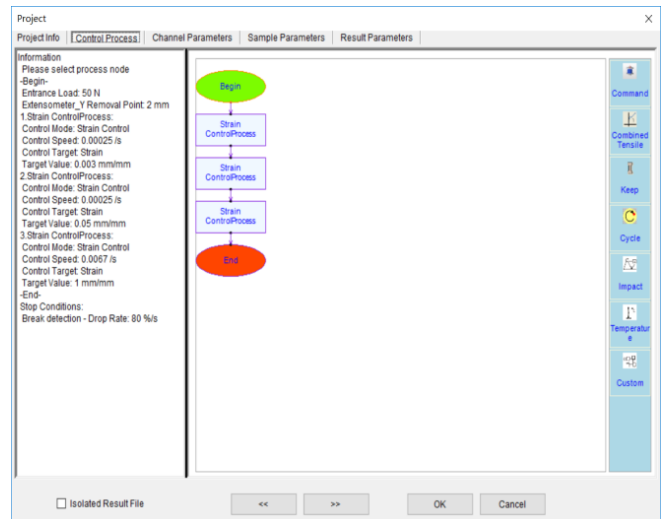 Project
Project Info
Control Process
Channel Parameters
Sample Parameters
Result Parameters
Information
Please select process node
-Begin-
Entrance Load: 50 N
Extensometer_Y Removal Point: 2 mm
1.Strain ControlProcess:
Control Mode: Strain Control
Control Speed: 0.00025 /s
Control Target: Strain
Target Value: 0.003 mm/mm
2.Strain ControlProcess:
Control Mode: Strain Control
Control Speed: 0.00025 /s
Control Target: Strain
Target Value: 0.05 mm/mm
3.Strain ControlProcess:
Control Mode: Strain Control
Control Speed: 0.0067 /s
Control Target: Strain
Target Value: 1 mm/mm
-End-
Stop Conditions:
Break detection - Drop Rate: 80 %/s
Begin
Strain
ControlProcess
Strain
ControlProcess
Strain
ControlProcess
End
Command
Combined
Tensile
Keep
Cycle
Impact
Temperatur
e
Custom
Isolated Result File
<<
>>
OK
Cancel